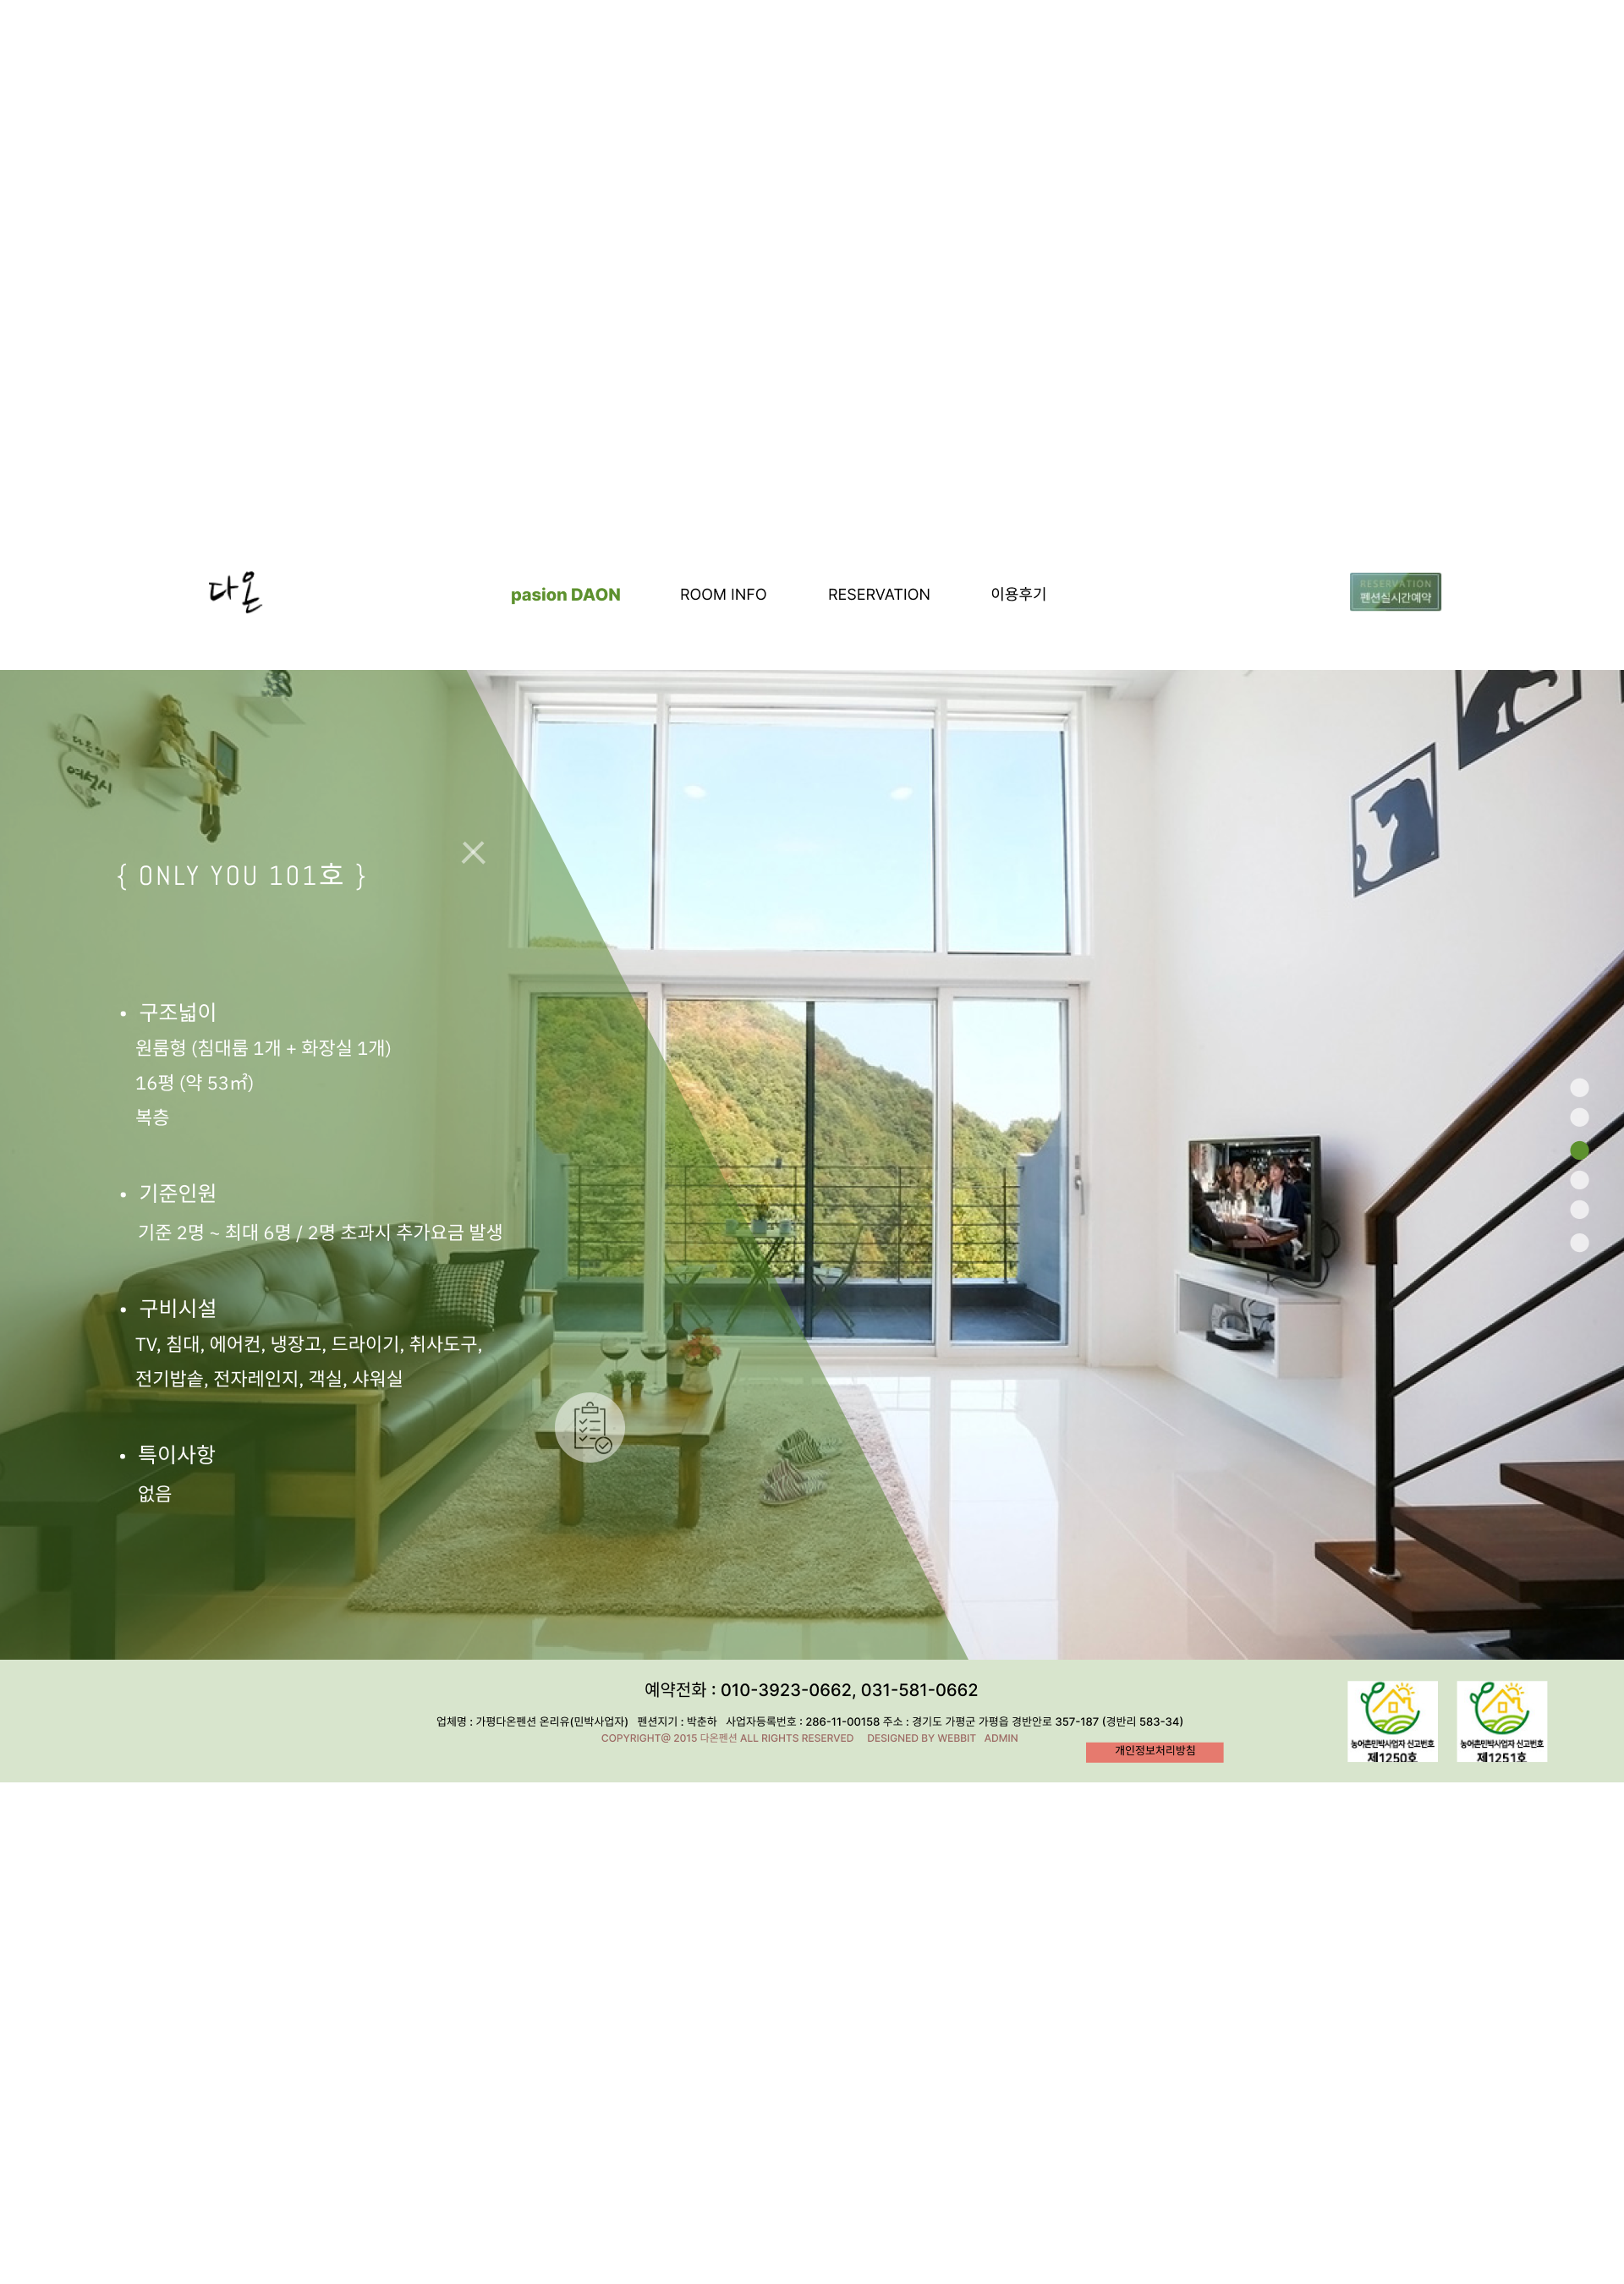 다온
pasion DAON
ROOM INFO
RESERVATION
이용후기
RESERVATION
펜션실시간예약
다온의
{ ONLY YOU 101호 }
• 구조넓이
원룸형 (침대룸 1개 + 화장실 1개)
16평 (약 53㎡)
복층
• 기준인원
기준 2명 ~ 최대 6명 / 2명 초과시 추가요금 발생
• 구비시설
TV, 침대, 에어컨, 냉장고, 드라이기, 취사도구,
전기밥솥, 전자레인지, 객실, 샤워실
• 특이사항
없음
예약전화 : 010-3923-0662, 031-581-0662
업체명 : 가평다온펜션 온리유(민박사업자) 펜션지기 : 박춘하 사업자등록번호 : 286-11-00158 주소 : 경기도 가평군 가평읍 경반안로 357-187 (경반리 583-34)
COPYRIGHT@ 2015 다온펜션 ALL RIGHTS RESERVED DESIGNED BY WEBBIT ADMIN
개인정보처리방침
농어촌민박사업자 신고번호
제1250호
농어촌민박사업자 신고번호
제1251호